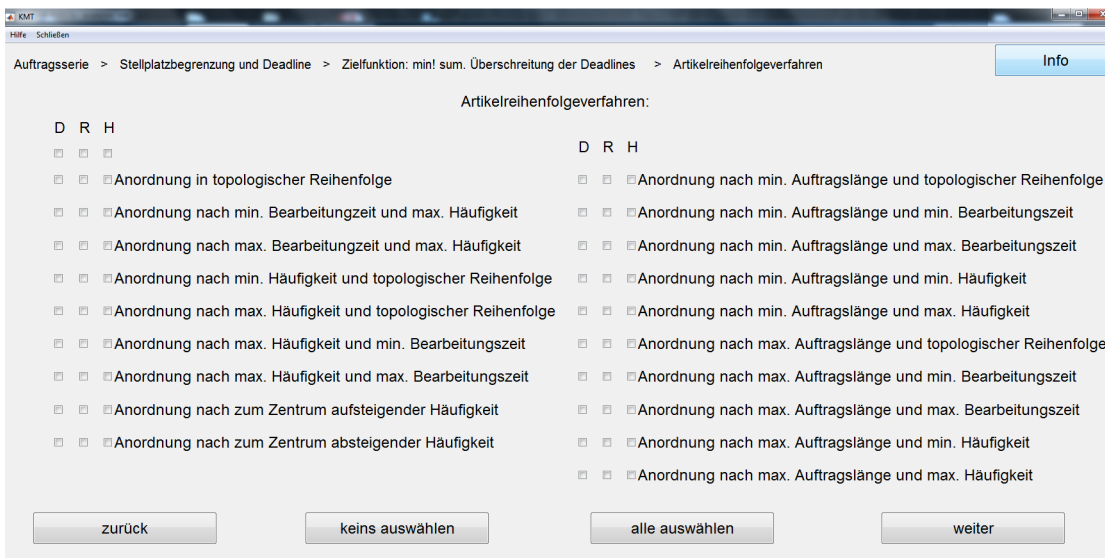 KMT
Hilfe Schließen
Auftragsserie > Stellplatzbegrenzung und Deadline > Zielfunktion: min! sum. Überschreitung der Deadlines > Artikelreihenfolgeverfahren
Info
Artikelreihenfolgeverfahren:
D R H
Anordnung in topologischer Reihenfolge
Anordnung nach min. Bearbeitungzeit und max. Häufigkeit
Anordnung nach max. Bearbeitungzeit und max. Häufigkeit
Anordnung nach min. Häufigkeit und topologischer Reihenfolge
Anordnung nach max. Häufigkeit und topologischer Reihenfolge
Anordnung nach max. Häufigkeit und min. Bearbeitungszeit
Anordnung nach max. Häufigkeit und max. Bearbeitungszeit
Anordnung nach zum Zentrum aufsteigender Häufigkeit
Anordnung nach zum Zentrum absteigender Häufigkeit
D R H
Anordnung nach min. Auftragslänge und topologischer Reihenfolge
Anordnung nach min. Auftragslänge und min. Bearbeitungszeit
Anordnung nach min. Auftragslänge und max. Bearbeitungszeit
Anordnung nach min. Auftragslänge und min. Häufigkeit
Anordnung nach min. Auftragslänge und max. Häufigkeit
Anordnung nach max. Auftragslänge und topologischer Reihenfolge
Anordnung nach max. Auftragslänge und min. Bearbeitungszeit
Anordnung nach max. Auftragslänge und max. Bearbeitungszeit
Anordnung nach max. Auftragslänge und min. Häufigkeit
Anordnung nach max. Auftragslänge und max. Häufigkeit
zurück
keins auswählen
alle auswählen
weiter